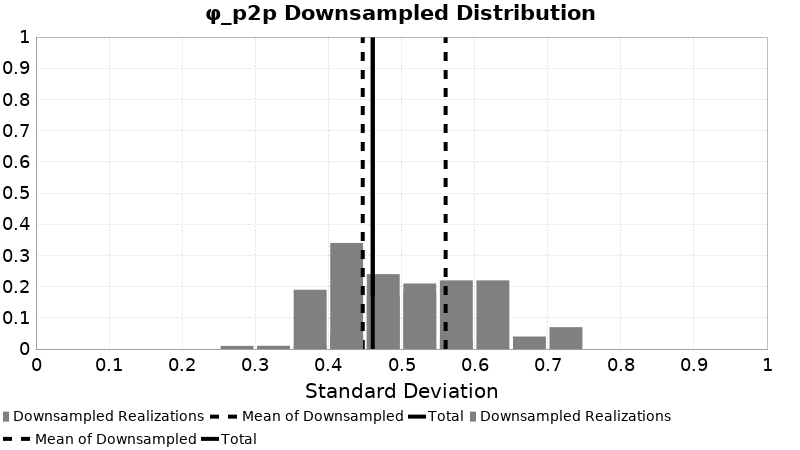 φ_p2p Downsampled Distribution
1
0.9
0.8
0.7
0.6
0.5
0.4
0.3
0.2
0.1
0
0 0.1 0.2 0.3 0.4 0.5 0.6 0.7 0.8 0.9 1
Standard Deviation
Downsampled Realizations Mean of Downsampled Total Downsampled Realizations
Mean of Downsampled Total